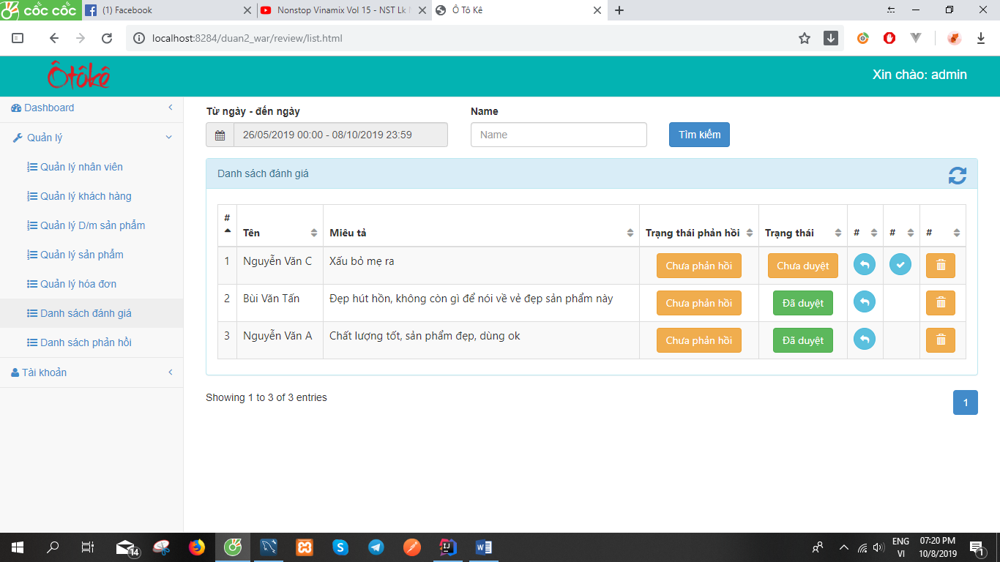 cốc cốc
(1) Facebook
Nonstop Vinamix Vol 15 - NST Lk
Ô Tô Kê
localhost:8284/duan2_war/review/list.html
Ôtôkê
Xin chào: admin
Dashboard
Quản lý
Quản lý nhân viên
Quản lý khách hàng
Quản lý D/m sản phẩm
Quản lý sản phẩm
Quản lý hóa đơn
Danh sách đánh giá
Danh sách phản hồi
Tài khoản
Từ ngày - đến ngày
Name
26/05/2019 00:00 - 08/10/2019 23:59
Name
Tìm kiếm
Danh sách đánh giá
# Tên Miêu tả Trạng thái phản hồi Trạng thái # # #
1 Nguyễn Văn C Xấu bỏ mẹ ra Chưa phản hồi Chưa duyệt
2 Bùi Văn Tấn Đẹp hút hồn, không còn gì để nói về vẻ đẹp sản phẩm này Chưa phản hồi Đã duyệt
3 Nguyễn Văn A Chất lượng tốt, sản phẩm đẹp, dùng ok Chưa phản hồi Đã duyệt
Showing 1 to 3 of 3 entries
1
14
ENG
VI
07:20 PM
10/8/2019
1